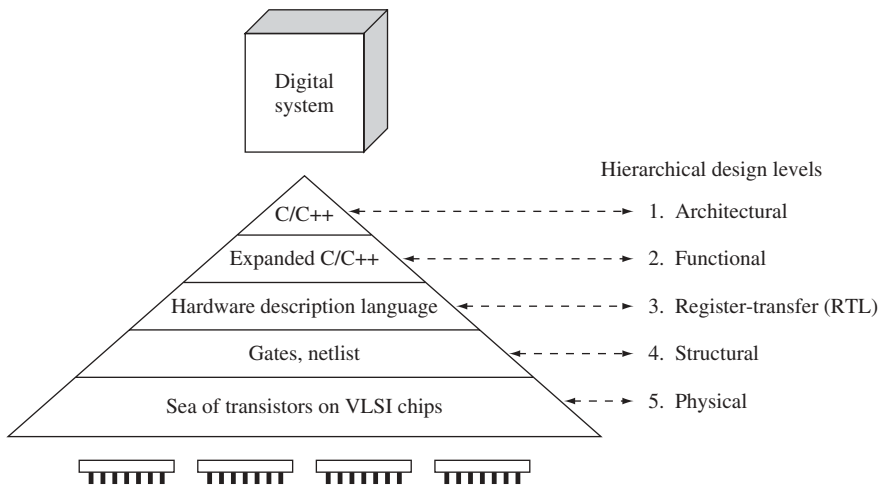 Digital
system
Hierarchical design levels
C/C++
1. Architectural
Expanded C/C++
2. Functional
Hardware description language
3. Register-transfer (RTL)
Gates, netlist
4. Structural
Sea of transistors on VLSI chips
5. Physical